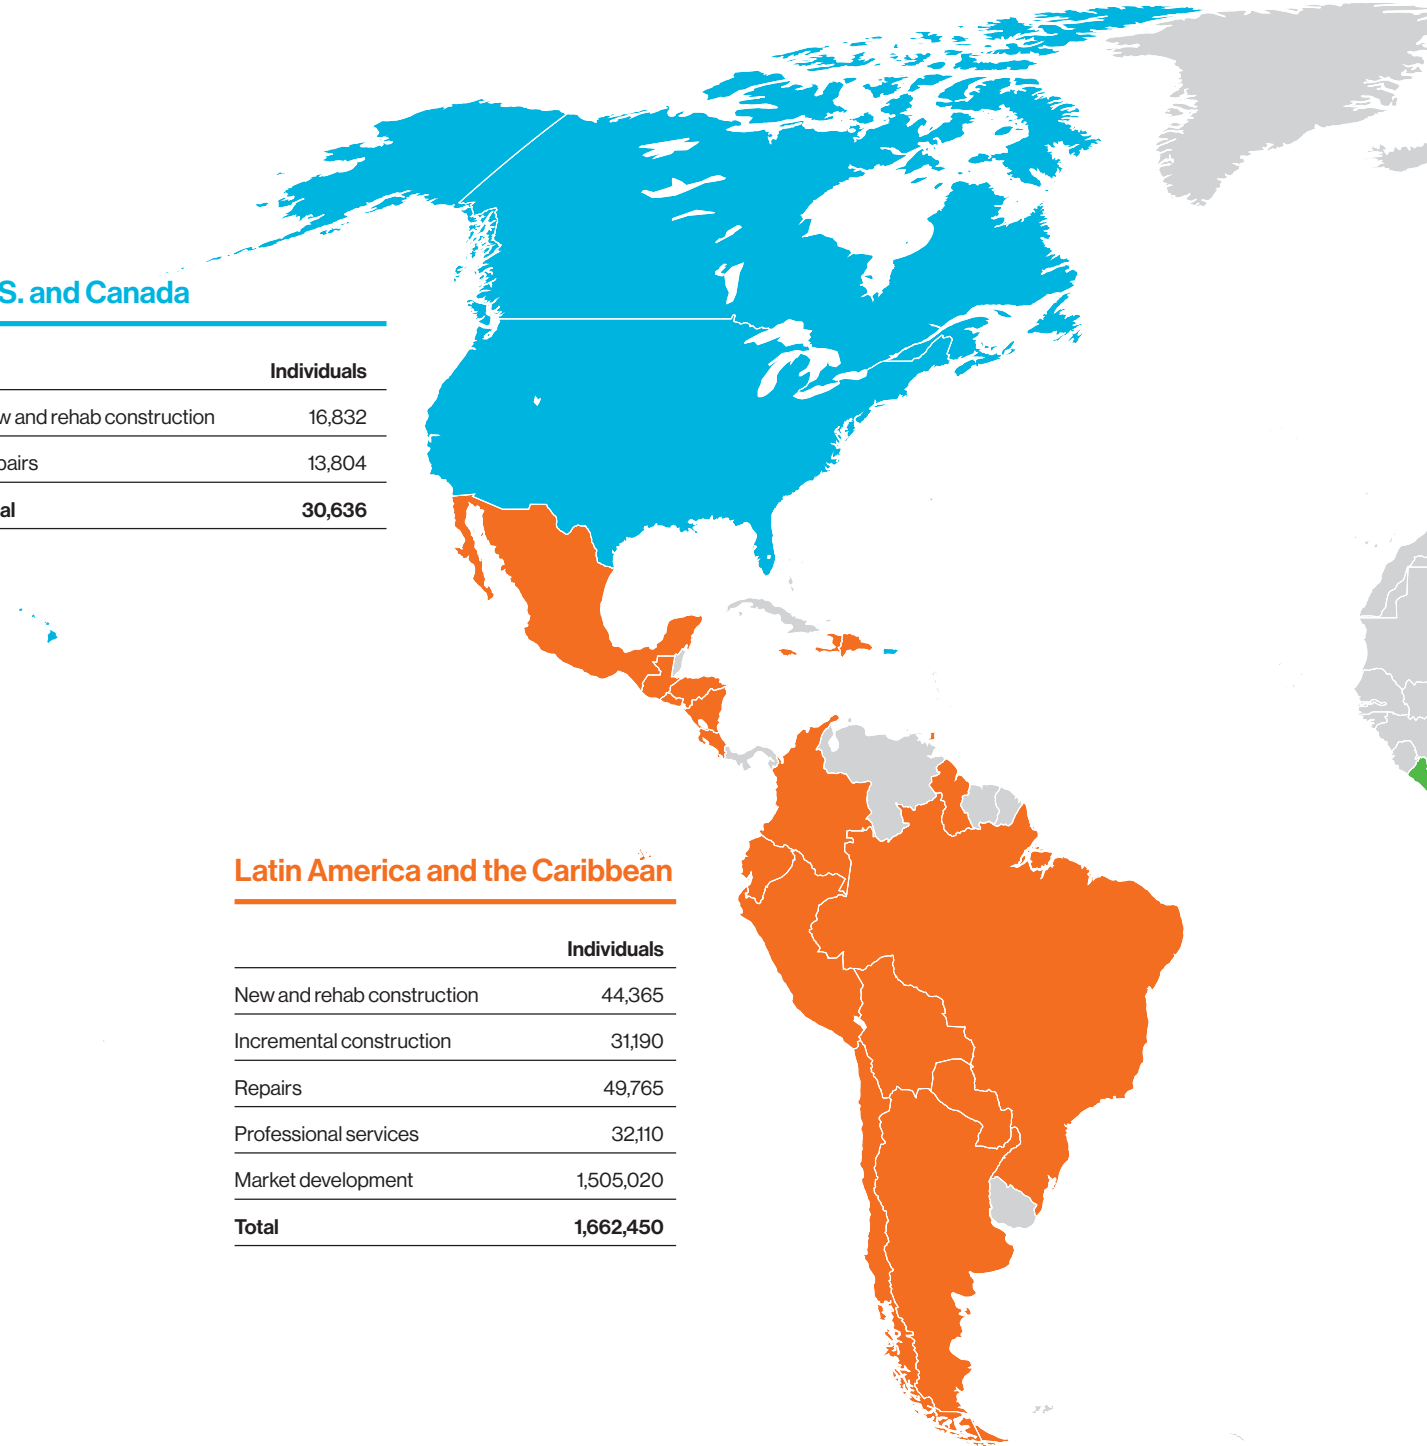 S. and Canada
Individuals
w and rehab construction 16,832
pairs 13,804
al 30,636
Latin America and the Caribbean
Individuals
New and rehab construction 44,365
Incremental construction 31,190
Repairs 49,765
Professional services 32,110
Market development 1,505,020
Total 1,662,450